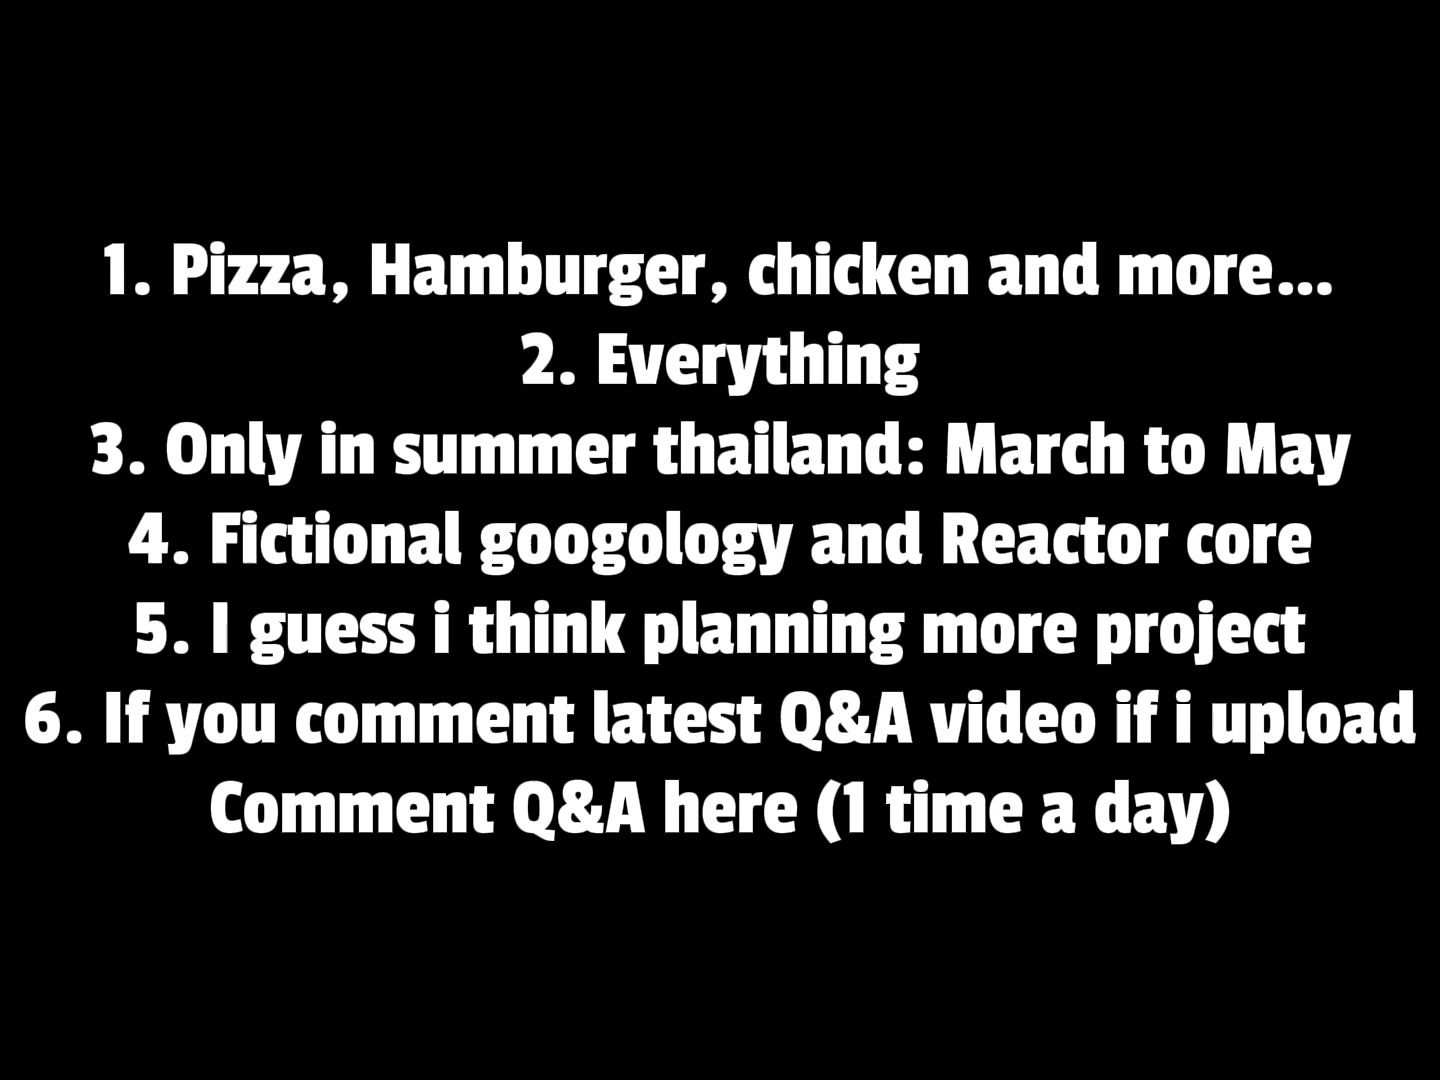 1. Pizza, Hamburger, chicken and more...
2. Everything
3. Only in summer thailand: March to May
4. Fictional googology and Reactor core
5. I guess i think planning more project
6. If you comment latest Q&A video if i upload
Comment Q&A here (1 time a day)